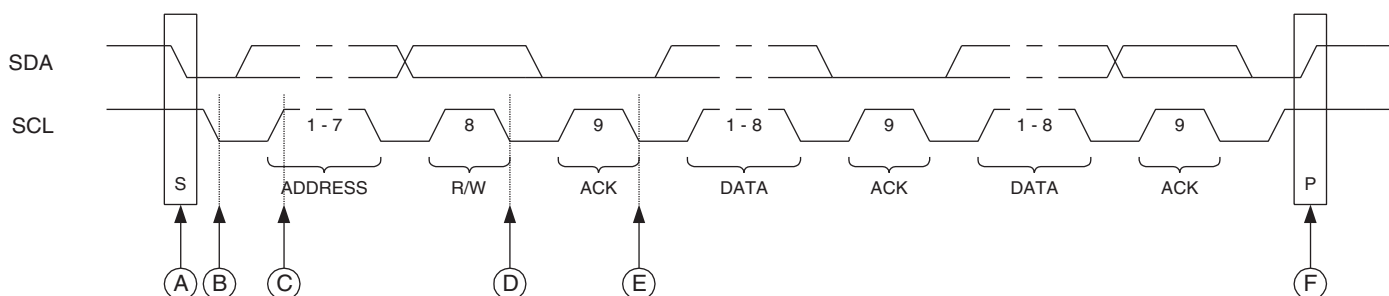 SDA
SCL
1 - 7 8 9 1 - 8 9 1 - 8 9
S ADDRESS R/W ACK DATA ACK DATA ACK P
A B C D E F